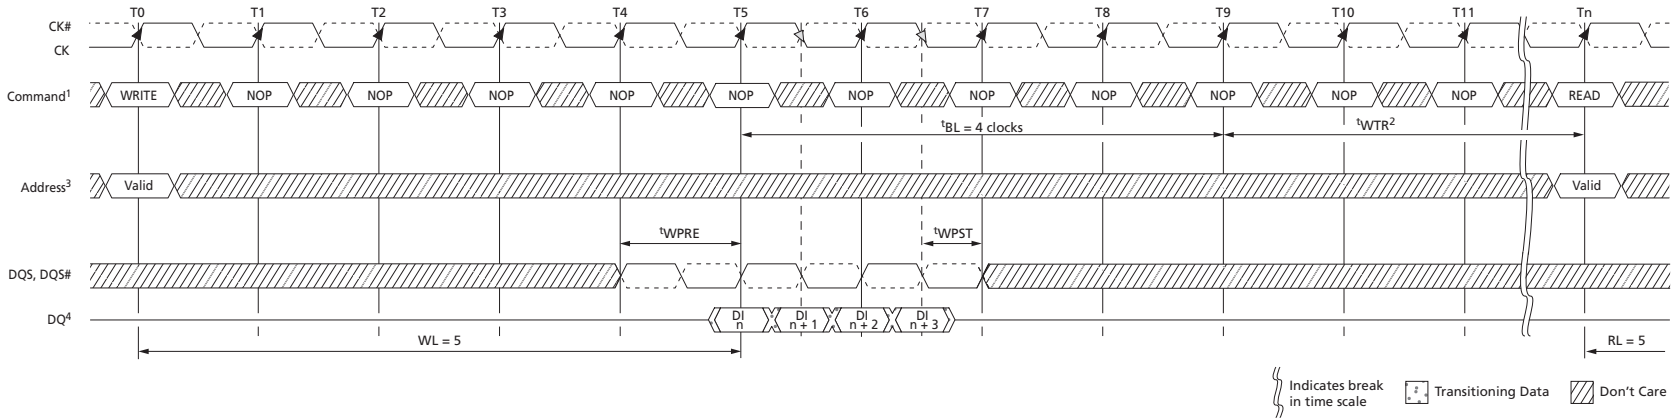 T0 T1 T2 T3 T4 T5 T6 T7 T8 T9 T10 T11 Tn
CK#
CK
Command¹ WRITE NOP NOP NOP NOP NOP NOP NOP NOP NOP NOP NOP READ
tBL = 4 clocks tWTR²
Address³ Valid Valid
tWPRE tWPST
DQS, DQS#
DQ⁴ DI n DI n + 1 DI n + 2 DI n + 3
WL = 5 RL = 5
Indicates break in time scale
Transitioning Data
Don't Care